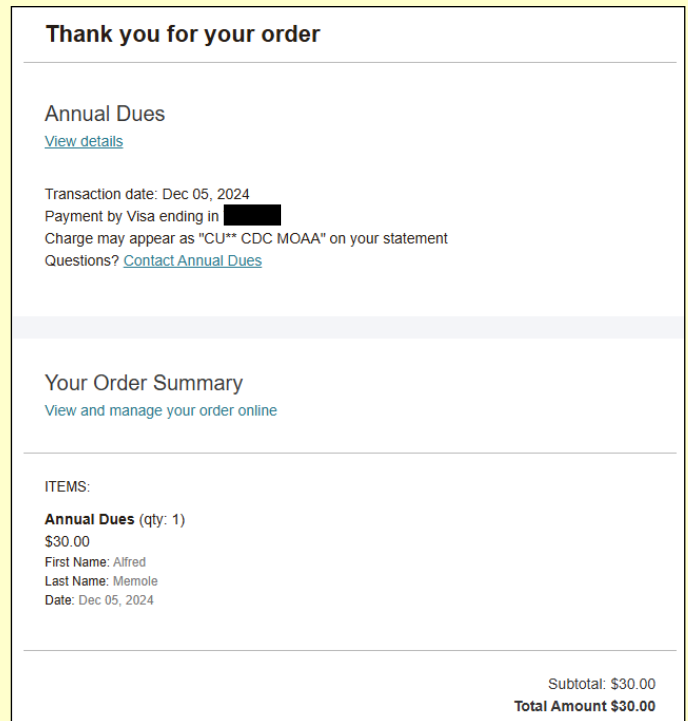 Thank you for your order
Annual Dues
View details
Transaction date: Dec 05, 2024
Payment by Visa ending in
Charge may appear as "CU** CDC MOAA" on your statement
Questions? Contact Annual Dues
Your Order Summary
View and manage your order online
ITEMS:
Annual Dues (qty: 1)
$30.00
First Name: Alfred
Last Name: Memole
Date: Dec 05, 2024
Subtotal: $30.00
Total Amount $30.00